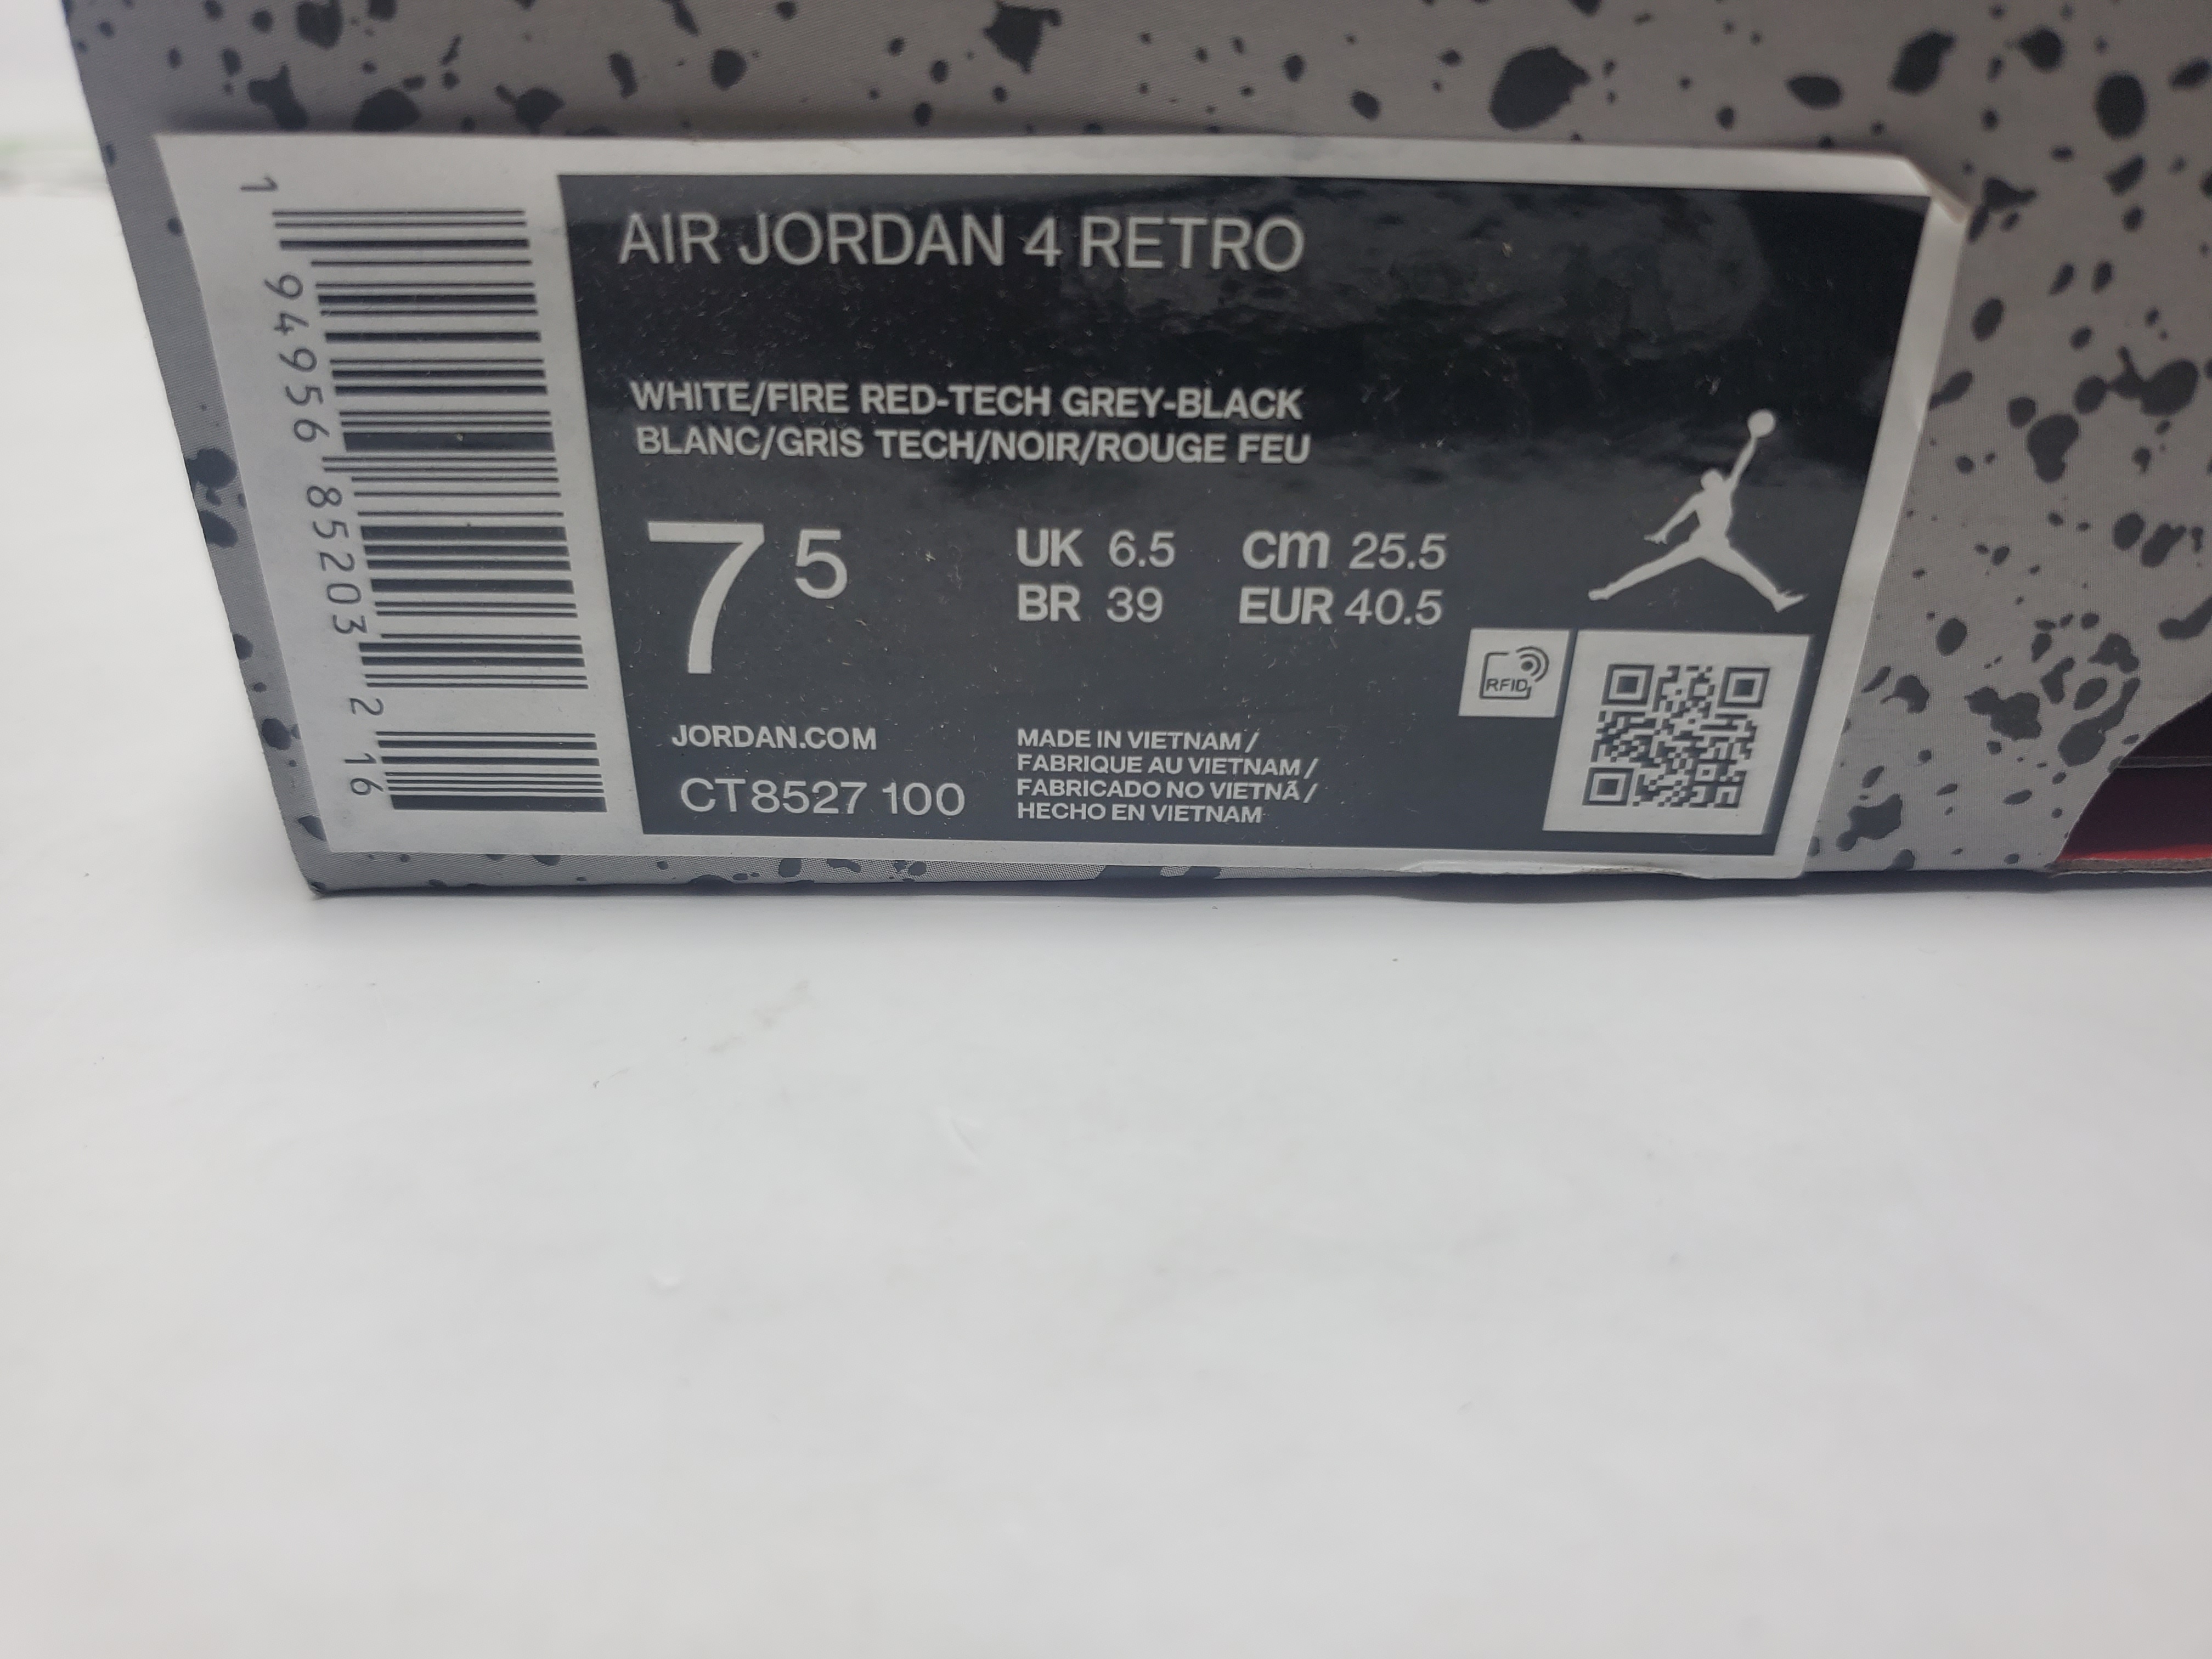 AIR JORDAN 4 RETRO
WHITE/FIRE RED-TECH GREY-BLACK
BLANC/GRIS TECH/NOIR/ROUGE FEU
7 5
UK 6.5 cm 25.5
BR 39 EUR 40.5
RFID
JORDAN.COM
CT8527 100
MADE IN VIETNAM /
FABRIQUE AU VIETNAM /
FABRICADO NO VIETNÃ /
HECHO EN VIETNAM
1 94956 85203 2 16